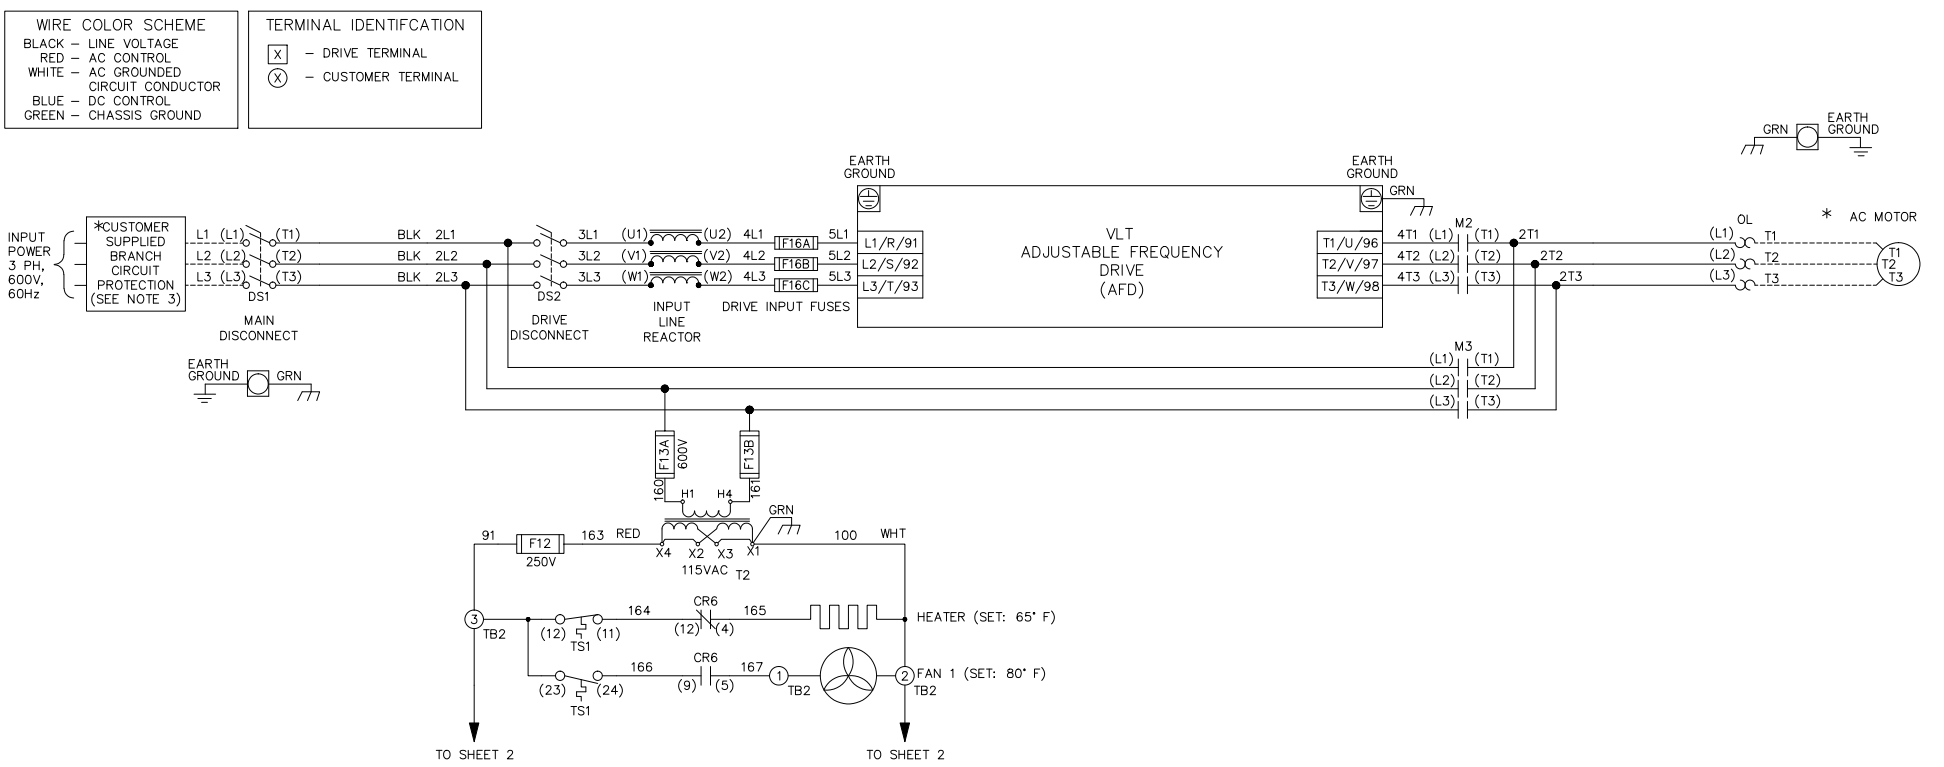 WIRE COLOR SCHEME
BLACK – LINE VOLTAGE
RED – AC CONTROL
WHITE – AC GROUNDED
CIRCUIT CONDUCTOR
BLUE – DC CONTROL
GREEN – CHASSIS GROUND
TERMINAL IDENTIFCATION
X – DRIVE TERMINAL
X – CUSTOMER TERMINAL
INPUT
POWER
3 PH,
600V,
60Hz
*CUSTOMER
SUPPLIED
BRANCH
CIRCUIT
PROTECTION
(SEE NOTE 3)
L1 (L1) (T1) BLK 2L1 3L1 (U1) (U2) 4L1 F16A 5L1 L1/R/91
L2 (L2) (T2) BLK 2L2 3L2 (V1) (V2) 4L2 F16B 5L2 L2/S/92
L3 (L3) (T3) BLK 2L3 3L3 (W1) (W2) 4L3 F16C 5L3 L3/T/93
DS1
MAIN
DISCONNECT
DS2
DRIVE
DISCONNECT
INPUT
LINE
REACTOR
DRIVE INPUT FUSES
EARTH
GROUND
GRN
EARTH
GROUND
VLT
ADJUSTABLE FREQUENCY
DRIVE
(AFD)
EARTH
GROUND
GRN
M2
T1/U/96 4T1 (L1) (T1) 2T1
T2/V/97 4T2 (L2) (T2) 2T2
T3/W/98 4T3 (L3) (T3) 2T3
GRN
EARTH
GROUND
OL
* AC MOTOR
(L1) T1
(L2) T2
(L3) T3
T1
T2
T3
M3
(L1) (T1)
(L2) (T2)
(L3) (T3)
F13A
600V
F13B
160
161
H1 H4
GRN
91 F12 163 RED
250V
X4 X2 X3 X1
115VAC T2
100 WHT
3
TB2
(12) (11)
TS1
164
CR6
(12) (4)
165
HEATER (SET: 65° F)
(23) (24)
TS1
166
CR6
(9) (5)
167
1
TB2
2
TB2
FAN 1 (SET: 80° F)
TO SHEET 2
TO SHEET 2